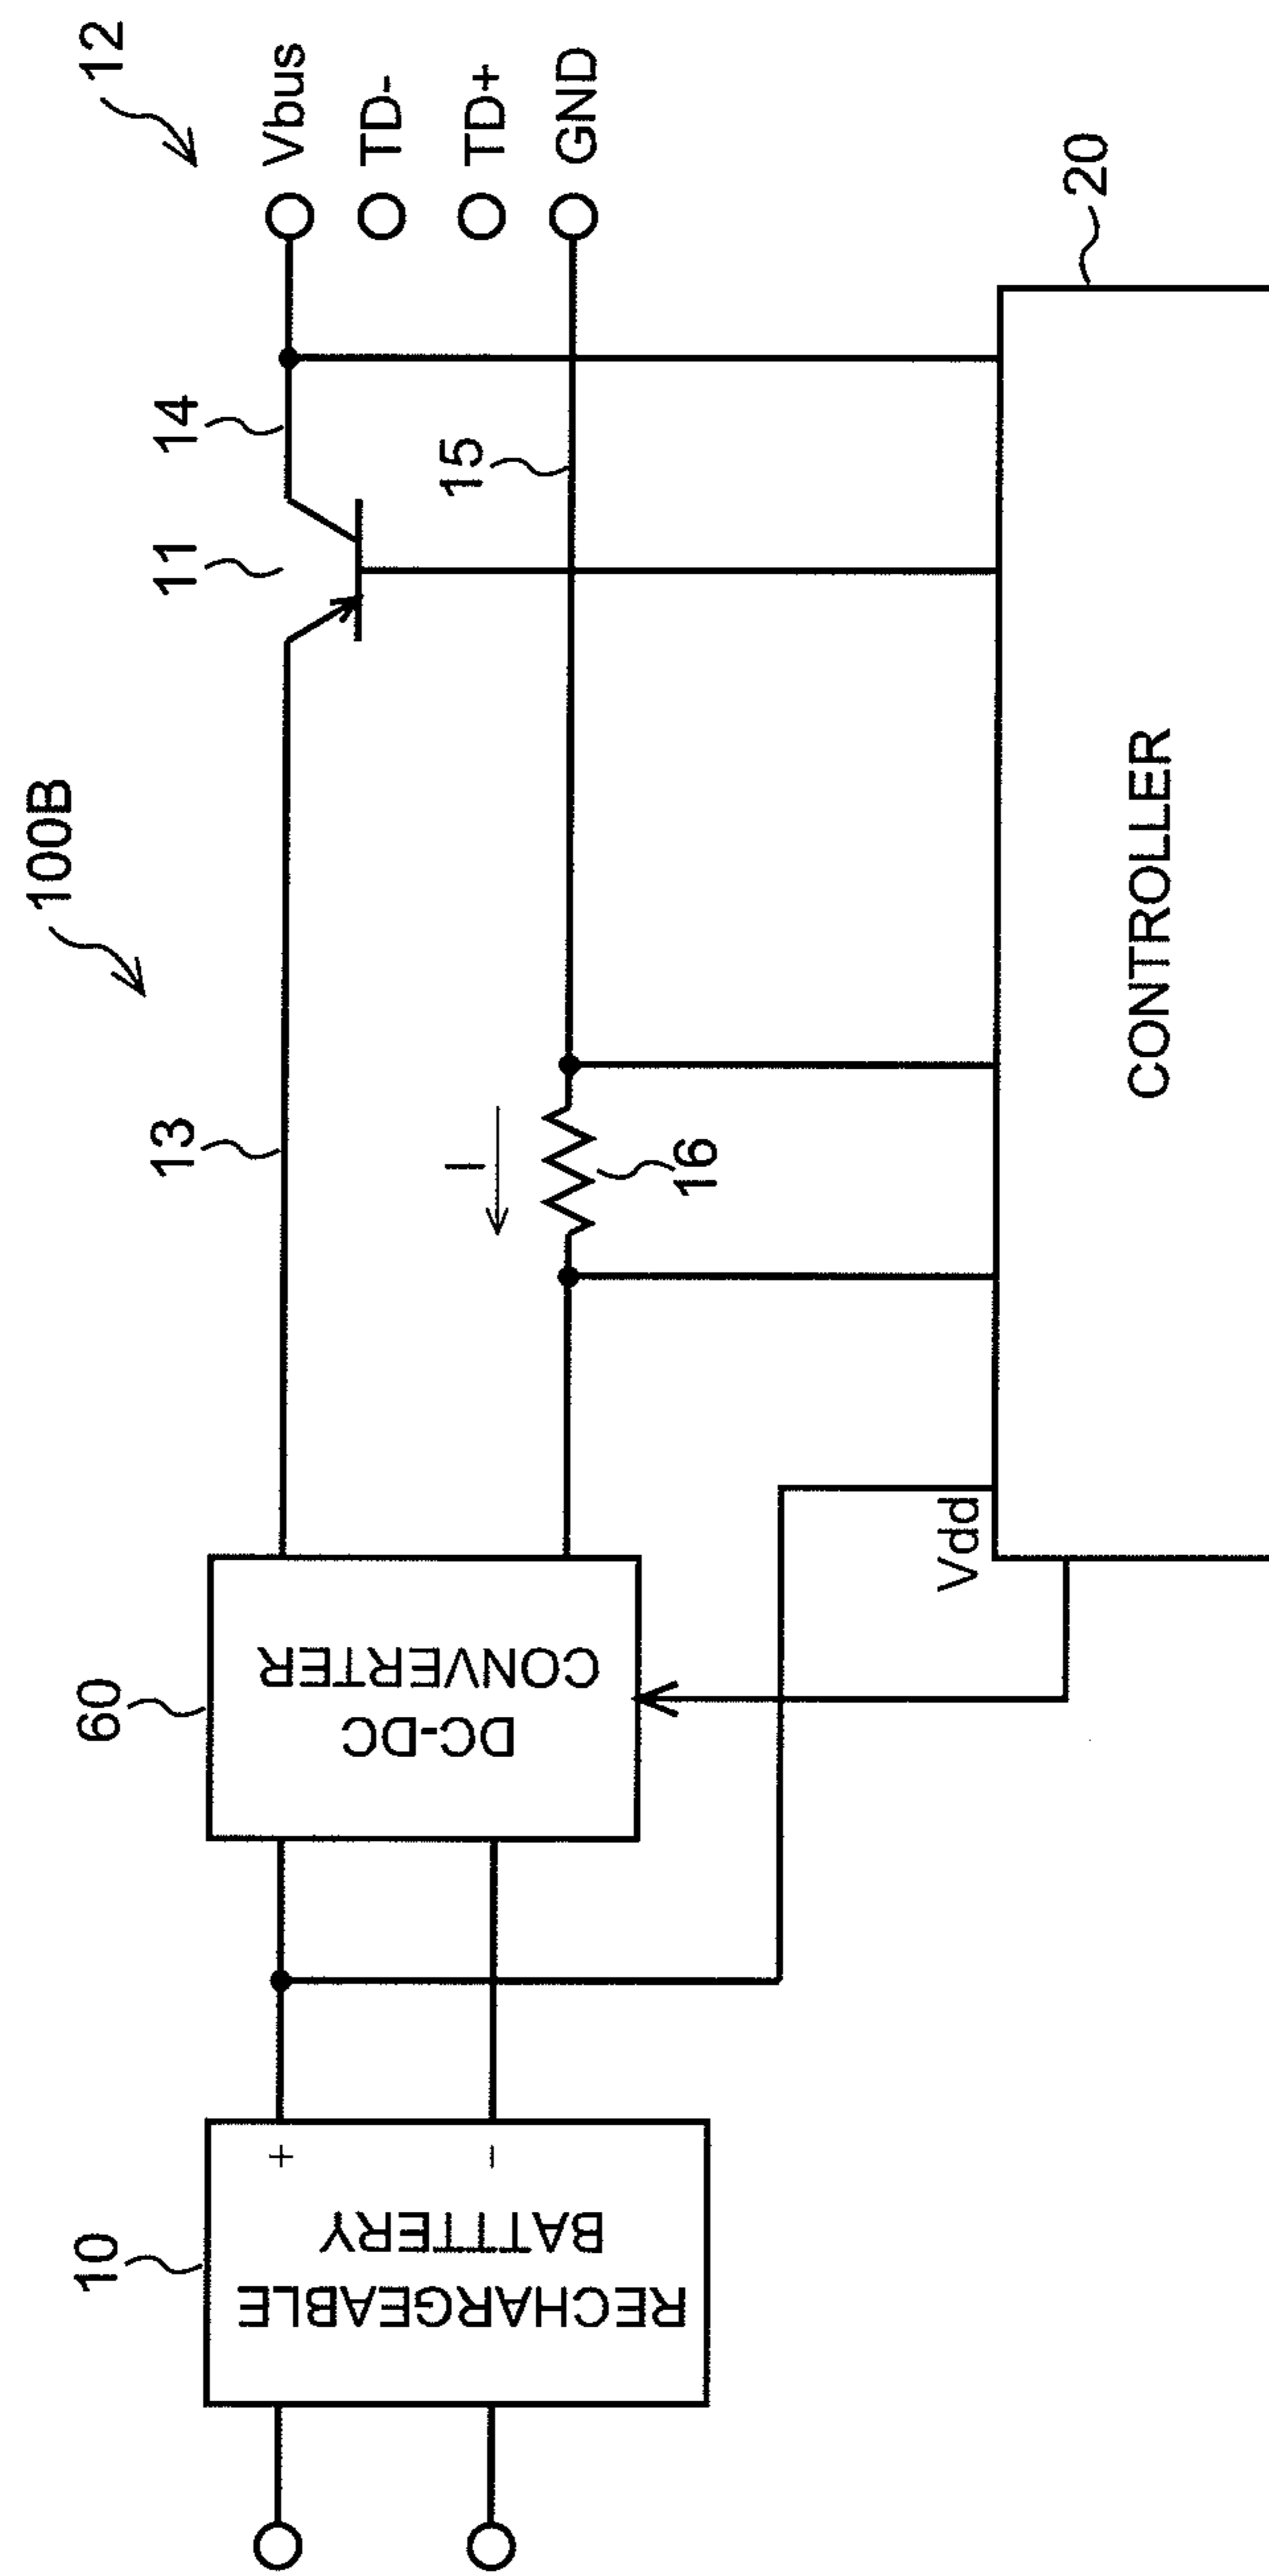 100B
10
60
13
11
14
12
RECHARGEABLE
BATTTERY
+
-
DC-DC
CONVERTER
I
16
15
Vbus
TD-
TD+
GND
Vdd
20
CONTROLLER